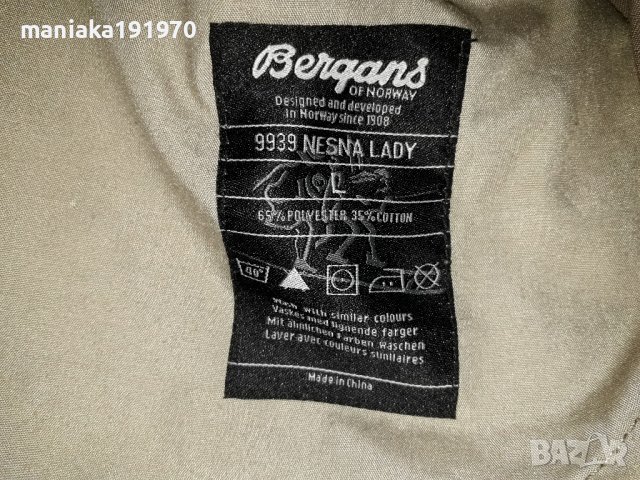 maniaka191970
Bergans
OF NORWAY
Designed and developed
in Norway since 1908
9939 NESNA LADY
L
65% POLYESTER 35% COTTON
40°
Wash with similar colours
Vaskes med lignende farger
Mit ähnlichen Farben waschen
Laver avec couleurs similaires
Made in China
BAZAR